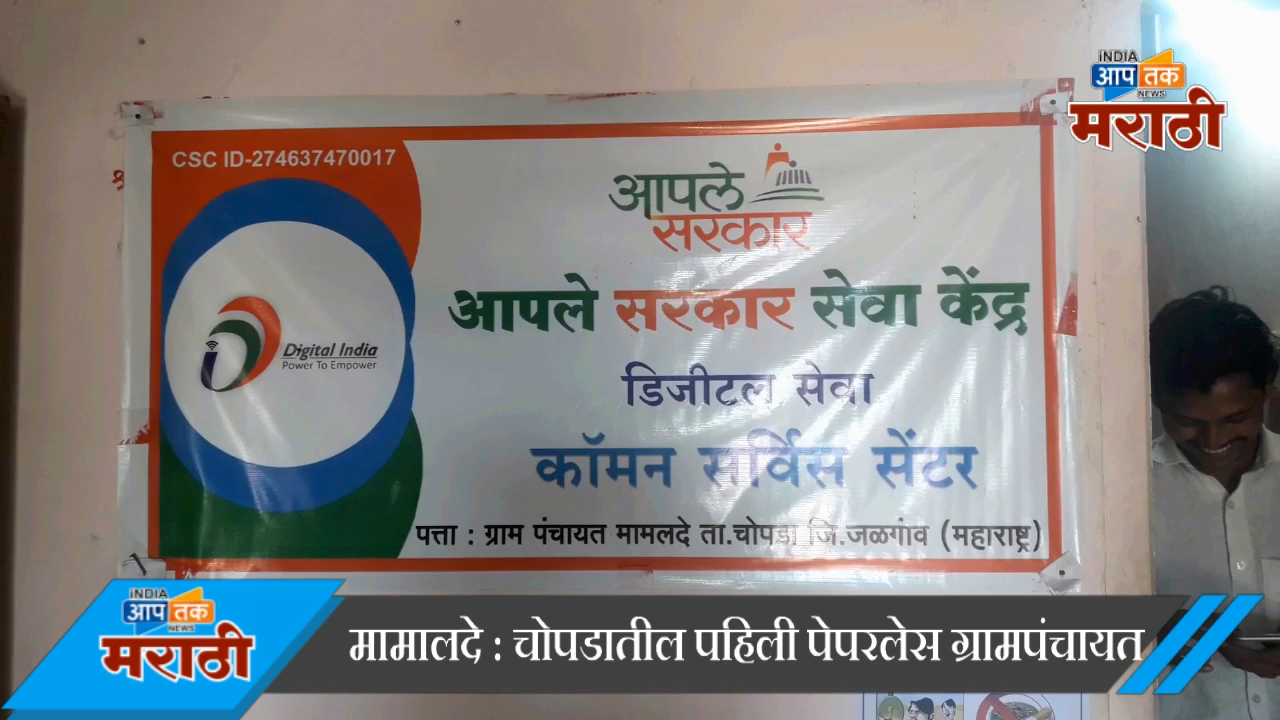 INDIA
आप तक
NEWS
मराठी
CSC ID-274637470017
आपले
सरकार
आपले सरकार सेवा केंद्र
Digital India
Power To Empower
डिजीटल सेवा
कॉमन सर्विस सेंटर
पत्ता : ग्राम पंचायत मामलदे ता.चोपडा जि.जळगांव (महाराष्ट्र)
INDIA
आप तक
NEWS
मराठी
मामालदे : चोपडातील पहिली पेपरलेस ग्रामपंचायत